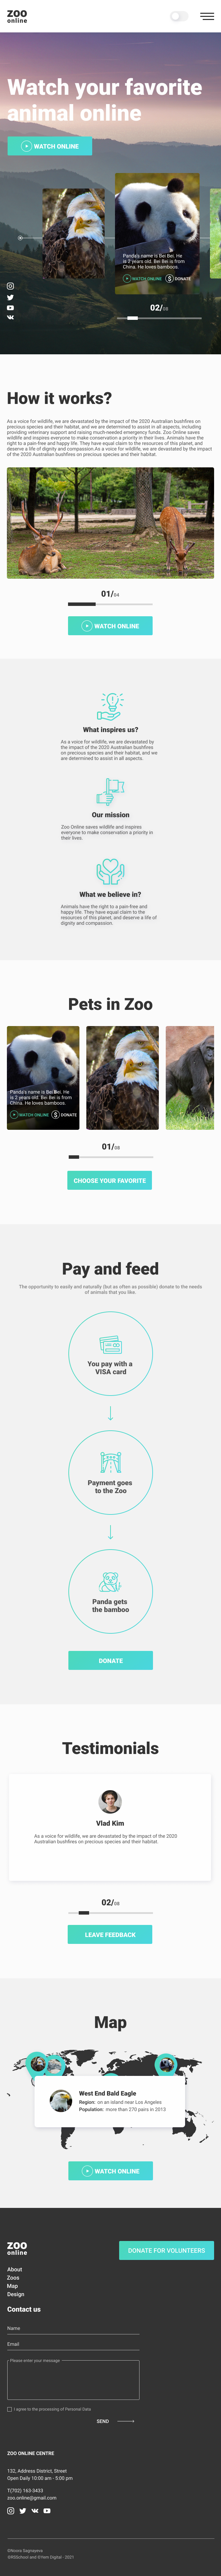 ZOO
online
Watch your favorite
animal online
WATCH ONLINE
Panda's name is Bei Bei. He
is 2 years old. Bei Bei is from
China. He loves bamboos.
WATCH ONLINE
DONATE
02/08
How it works?
As a voice for wildlife, we are devastated by the impact of the 2020 Australian bushfires on
precious species and their habitat, and we are determined to assist in all aspects, including
providing veterinary expertise and raising much-needed emergency funds. Zoo Online saves
wildlife and inspires everyone to make conservation a priority in their lives. Animals have the
right to a pain-free and happy life. They have equal claim to the resources of this planet, and
deserve a life of dignity and compassion. As a voice for wildlife, we are devastated by the impact
of the 2020 Australian bushfires on precious species and their habitat.
01/04
WATCH ONLINE
What inspires us?
As a voice for wildlife, we are devastated by
the impact of the 2020 Australian bushfires
on precious species and their habitat, and we
are determined to assist in all aspects.
Our mission
Zoo Online saves wildlife and inspires
everyone to make conservation a priority in
their lives.
What we believe in?
Animals have the right to a pain-free and
happy life. They have equal claim to the
resources of this planet, and deserve a life of
dignity and compassion.
Pets in Zoo
Panda's name is Bei Bei. He
is 2 years old. Bei Bei is from
China. He loves bamboos.
WATCH ONLINE
DONATE
01/08
CHOOSE YOUR FAVORITE
Pay and feed
The opportunity to easily and naturally (but as often as possible) donate to the needs
of animals that you like.
You pay with a
VISA card
Payment goes
to the Zoo
Panda gets
the bamboo
DONATE
Testimonials
Vlad Kim
As a voice for wildlife, we are devastated by the impact of the 2020
Australian bushfires on precious species and their habitat.
02/08
LEAVE FEEDBACK
Map
West End Bald Eagle
Region: on an island near Los Angeles
Population: more than 270 pairs in 2013
WATCH ONLINE
ZOO
online
DONATE FOR VOLUNTEERS
About
Zoos
Map
Design
Contact us
Name
Email
Please enter your message
I agree to the processing of Personal Data
SEND
ZOO ONLINE CENTRE
132, Address District, Street
Open Daily 10:00 am - 5:00 pm
T(702) 163-3433
zoo.online@gmail.com
©RSSchool and ©Yem Digital - 2021